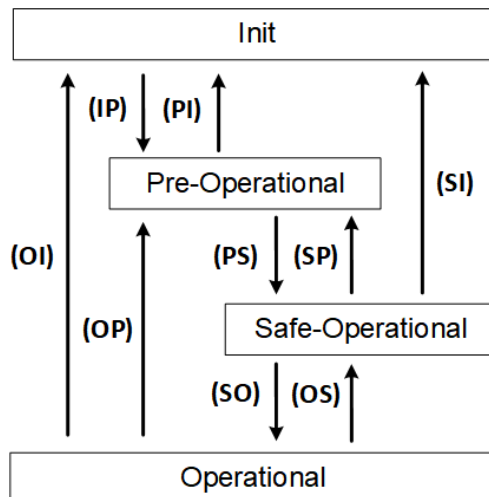 Init
(IP) (PI)
Pre-Operational
(SI)
(OI) (PS) (SP)
(OP) Safe-Operational
(SO) (OS)
Operational